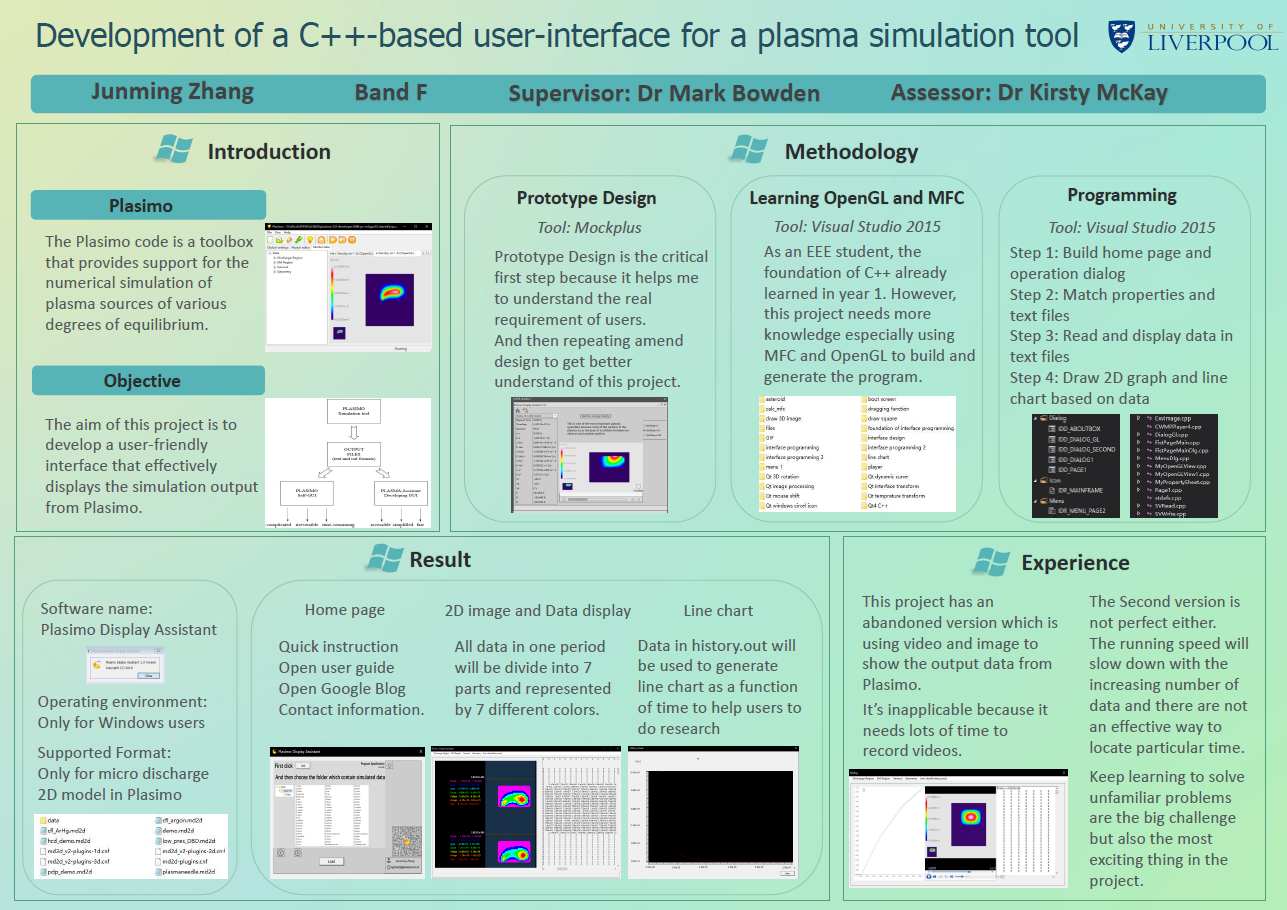 Development of a C++-based user-interface for a plasma simulation tool
UNIVERSITY OF
LIVERPOOL
Junming Zhang Band F Supervisor: Dr Mark Bowden Assessor: Dr Kirsty McKay
Introduction
Plasimo
The Plasimo code is a toolbox
that provides support for the
numerical simulation of
plasma sources of various
degrees of equilibrium.
Objective
The aim of this project is to
develop a user-friendly
interface that effectively
displays the simulation output
from Plasimo.
PLASIMO
Simulation tool
OUTPUT
FILES
(text and out formats)
PLASIMO
Self-GUI
PLASIMO Assistant
Developing GUI
complicated irreversible time-consuming
accessible simplified fast
Methodology
Prototype Design
Tool: Mockplus
Prototype Design is the critical
first step because it helps me
to understand the real
requirement of users.
And then repeating amend
design to get better
understand of this project.
Learning OpenGL and MFC
Tool: Visual Studio 2015
As an EEE student, the
foundation of C++ already
learned in year 1. However,
this project needs more
knowledge especially using
MFC and OpenGL to build and
generate the program.
asteroid
calc_mfc
draw 3D image
files
GIF
interface programming
interface programming 3
menu 1
Qt 3D rotation
Qt image processing
Qt mouse shift
Qt windows circel icon
boot screen
dragging function
draw square
foundation of interface programming
interface design
interface programming 2
line chart
player
Qt dynamic curve
Qt interface transform
Qt temprature transform
Qt4 C++
Programming
Tool: Visual Studio 2015
Step 1: Build home page and
operation dialog
Step 2: Match properties and
text files
Step 3: Read and display data in
text files
Step 4: Draw 2D graph and line
chart based on data
Dialog
IDD_ABOUTBOX
IDD_DIALOG_GL
IDD_DIALOG_SECOND
IDD_DIALOG1
IDD_PAGE1
Icon
IDR_MAINFRAME
Menu
IDR_MENU_PAGE2
CwImage.cpp
CWMPPlayer4.cpp
DialogGl.cpp
FistPageMain.cpp
FistPageMainDlg.cpp
MenuDlg.cpp
MyOpenGLView.cpp
MyOpenGLView1.cpp
MyPropertySheet.cpp
Page1.cpp
stdafx.cpp
SVRead.cpp
SVWrite.cpp
Result
Software name:
Plasimo Display Assistant
Operating environment:
Only for Windows users
Supported Format:
Only for micro discharge
2D model in Plasimo
data
cfl_ArHg.md2d
hcd_demo.md2d
md2d_v2-plugins-1d.cnf
md2d_v2-plugins-3d.cnf
pdp_demo.md2d
cfl_argon.md2d
demo.md2d
low_pres_DBD.md2d
md2d_v2-plugins-2d.cnf
md2d-plugins.cnf
plasmaneedle.md2d
Home page
Quick instruction
Open user guide
Open Google Blog
Contact information.
Plasimo Display Assistant
First click
And then choose the folder which contain simulated data
2D image and Data display
All data in one period
will be divide into 7
parts and represented
by 7 different colors.
Line chart
Data in history.out will
be used to generate
line chart as a function
of time to help users to
do research
Experience
This project has an
abandoned version which is
using video and image to
show the output data from
Plasimo.
It's inapplicable because it
needs lots of time to
record videos.
The Second version is
not perfect either.
The running speed will
slow down with the
increasing number of
data and there are not
an effective way to
locate particular time.
Keep learning to solve
unfamiliar problems
are the big challenge
but also the most
exciting thing in the
project.